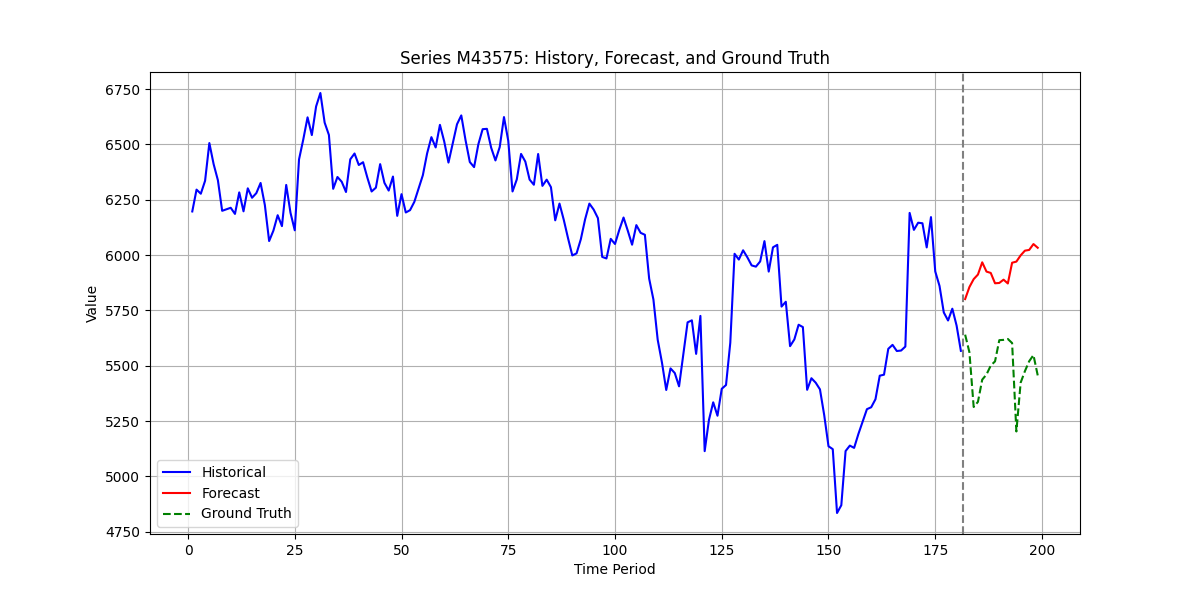 Series M43575: History, Forecast, and Ground Truth
6750
6500
6250
6000
5750
5500
5250
5000
4750
Value
Historical
Forecast
Ground Truth
0 25 50 75 100 125 150 175 200
Time Period